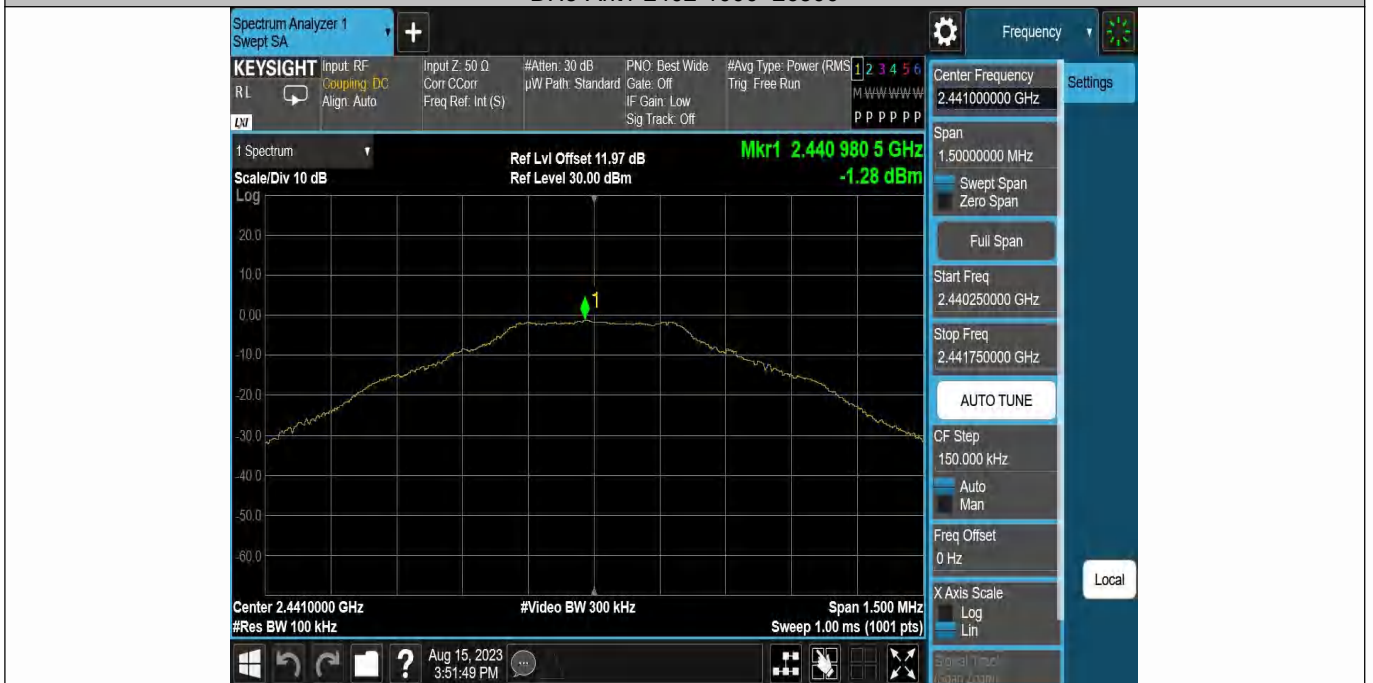 Spectrum Analyzer 1
Swept SA
+
Frequency
KEYSIGHT
RL
LXI
Input: RF
Coupling: DC
Align: Auto
Input Z: 50 Ω
Corr CCorr
Freq Ref: Int (S)
#Atten: 30 dB
µW Path: Standard
PNO: Best Wide
Gate: Off
IF Gain: Low
Sig Track: Off
#Avg Type: Power (RMS
Trig: Free Run
1 2 3 4 5 6
M W W W W W
P P P P P P
1 Spectrum
Scale/Div 10 dB
Log
Ref Lvl Offset 11.97 dB
Ref Level 30.00 dBm
Mkr1 2.440 980 5 GHz
-1.28 dBm
20.0
10.0
0.00
-10.0
-20.0
-30.0
-40.0
-50.0
-60.0
1
Center 2.4410000 GHz
#Res BW 100 kHz
#Video BW 300 kHz
Span 1.500 MHz
Sweep 1.00 ms (1001 pts)
Aug 15, 2023
3:51:49 PM
?
Center Frequency
2.441000000 GHz
Settings
Span
1.50000000 MHz
Swept Span
Zero Span
Full Span
Start Freq
2.440250000 GHz
Stop Freq
2.441750000 GHz
AUTO TUNE
CF Step
150.000 kHz
Auto
Man
Freq Offset
0 Hz
X Axis Scale
Log
Lin
Local
Signal Track
(Span Zoom)